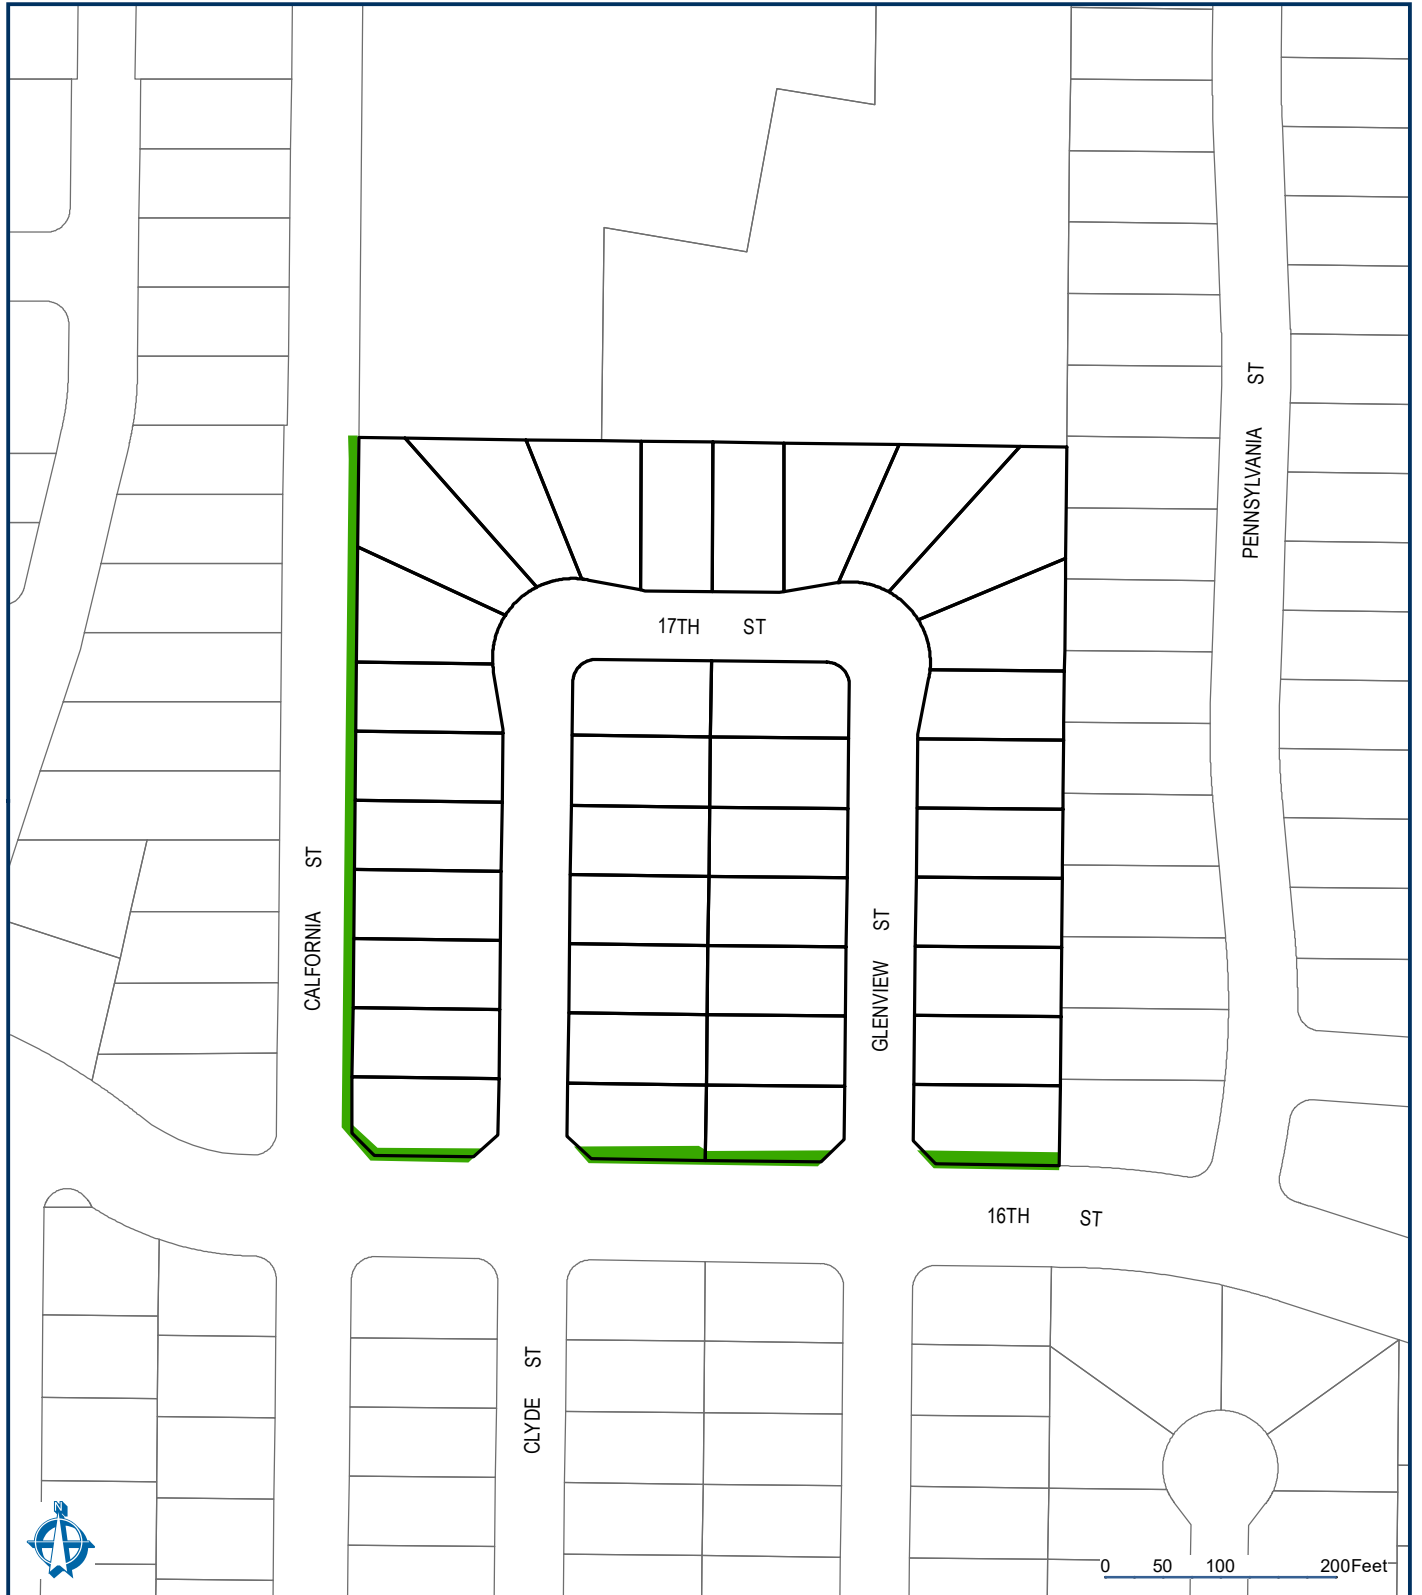 PENNSYLVANIA ST
17TH ST
CALFORNIA ST
GLENVIEW ST
16TH ST
CLYDE ST
N
0 50 100 200Feet